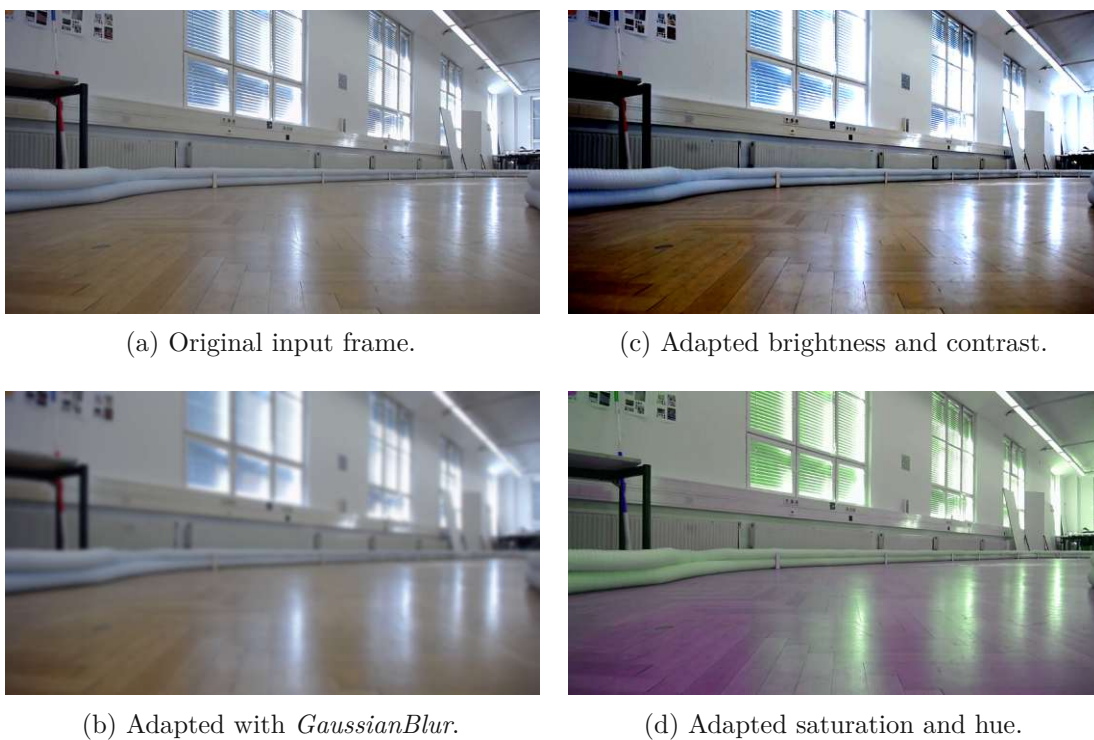 (a) Original input frame.
(c) Adapted brightness and contrast.
(b) Adapted with GaussianBlur.
(d) Adapted saturation and hue.